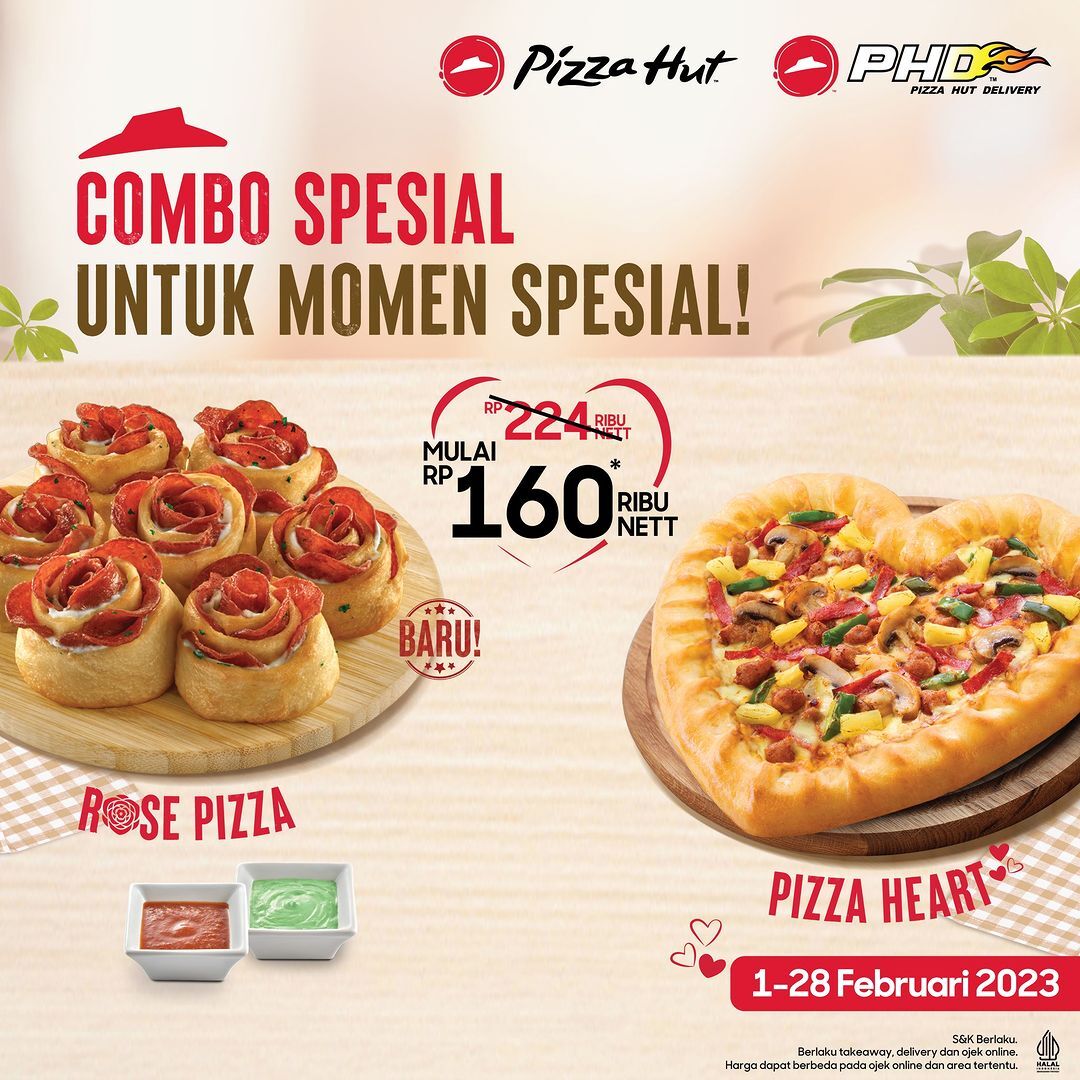 Pizza Hut
PHD
PIZZA HUT DELIVERY
COMBO SPESIAL
UNTUK MOMEN SPESIAL!
RP 224 RIBU NETT
MULAI
RP 160* RIBU NETT
BARU!
ROSE PIZZA
PIZZA HEART
1-28 Februari 2023
S&K Berlaku.
Berlaku takeaway, delivery dan ojek online.
Harga dapat berbeda pada ojek online dan area tertentu.
HALAL
INDONESIA